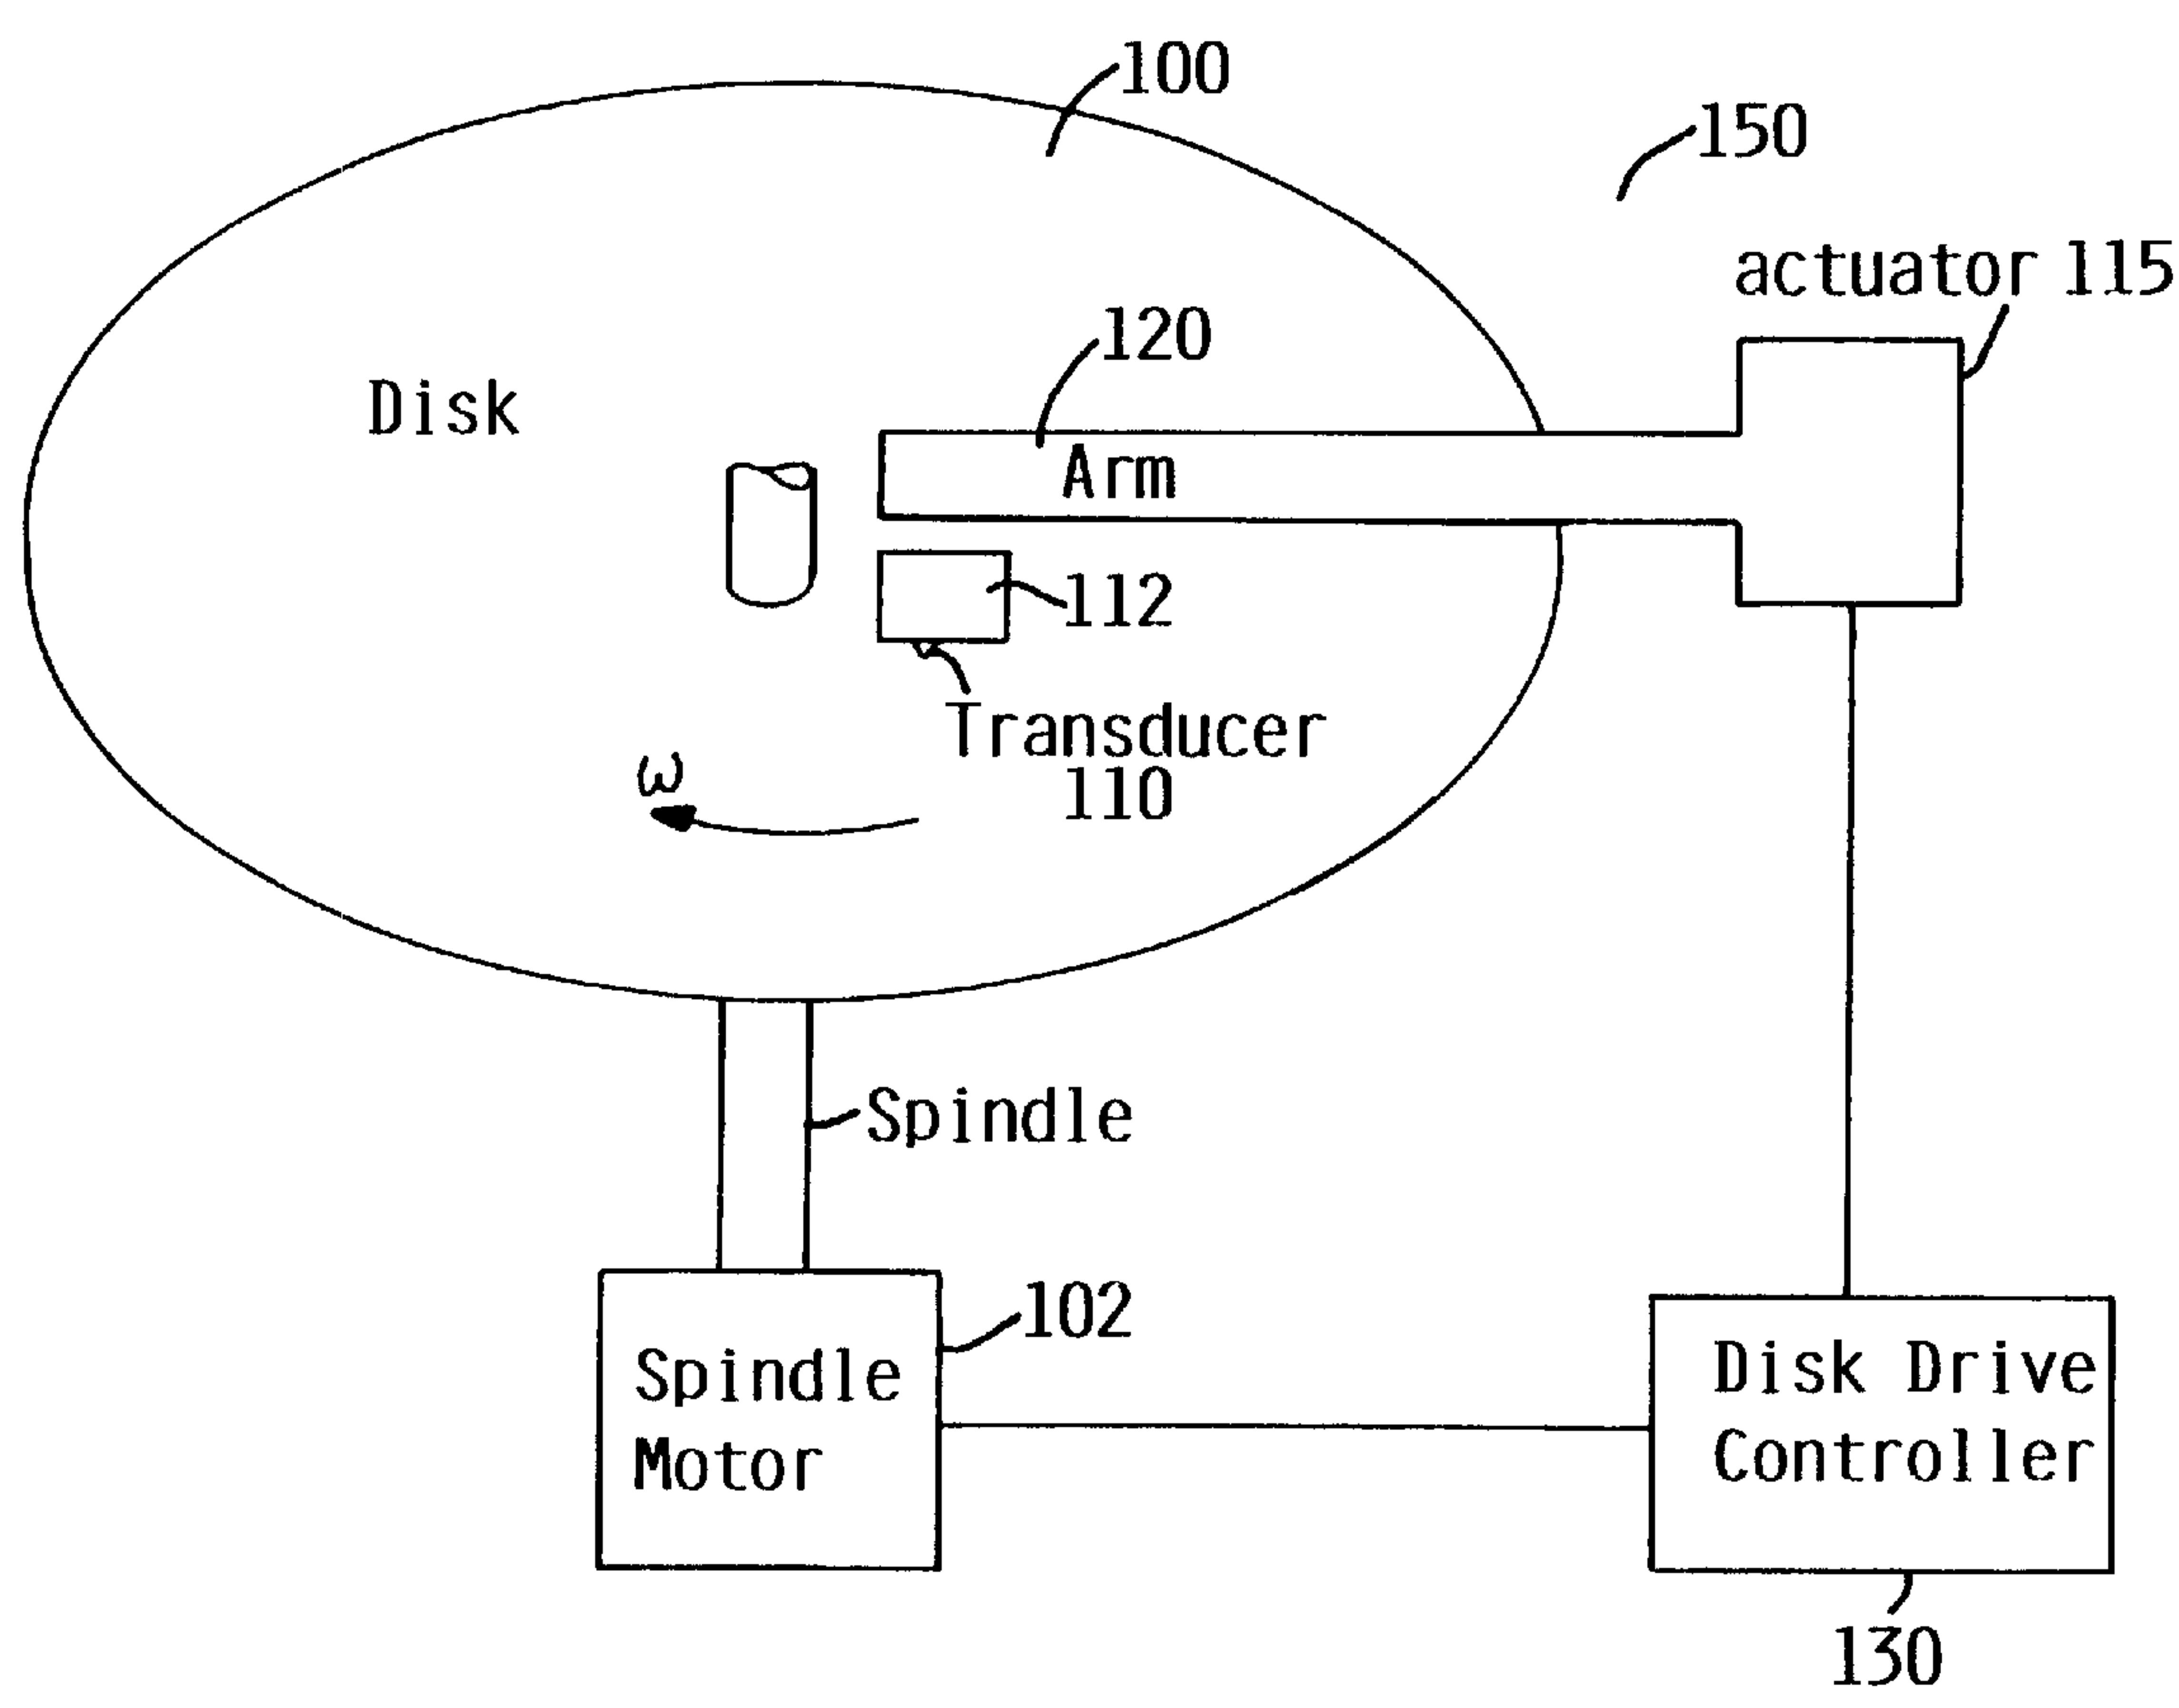 100
150
actuator 115
120
Disk
Arm
112
Transducer
110
ω
Spindle
102
Spindle
Motor
Disk Drive
Controller
130